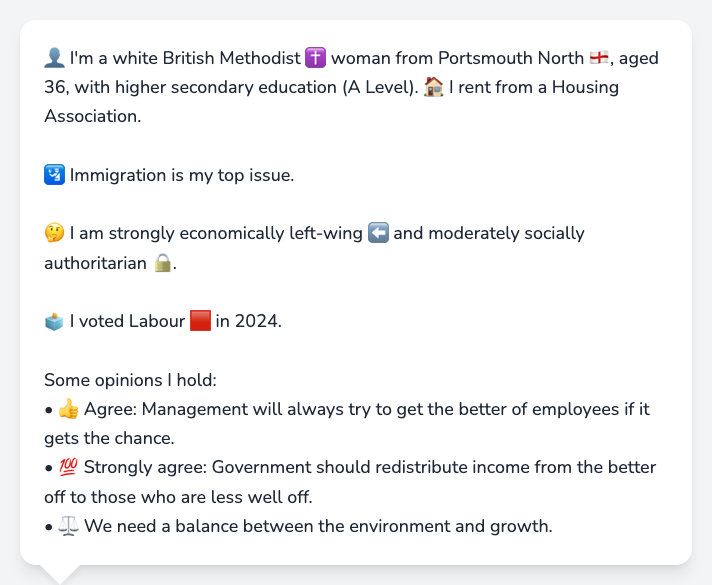 👤 I'm a white British Methodist ✝️ woman from Portsmouth North 🏴󠁧󠁢󠁥󠁮󠁧󠁿, aged
36, with higher secondary education (A Level). 🏠 I rent from a Housing
Association.
🛂 Immigration is my top issue.
🤔 I am strongly economically left-wing ⬅️ and moderately socially
authoritarian 🔒.
🗳️ I voted Labour 🟥 in 2024.
Some opinions I hold:
• 👍 Agree: Management will always try to get the better of employees if it
gets the chance.
• 💯 Strongly agree: Government should redistribute income from the better
off to those who are less well off.
• ⚖️ We need a balance between the environment and growth.